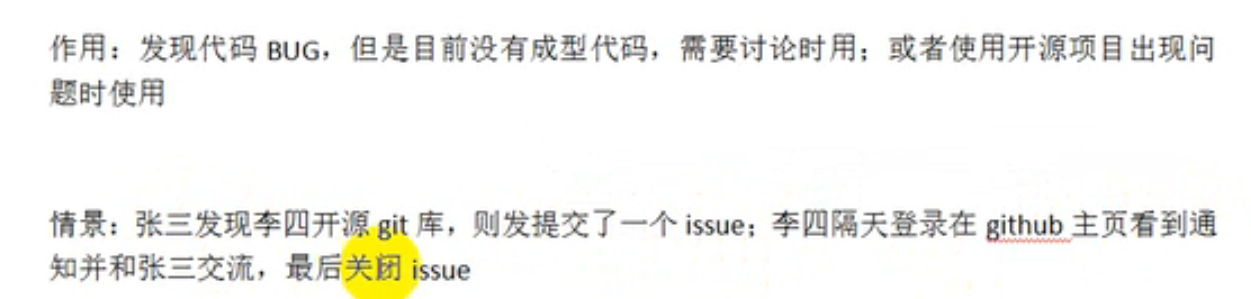 作用：发现代码 BUG，但是目前没有成型代码，需要讨论时用；或者使用开源项目出现问
题时使用
情景：张三发现李四开源 git 库，则发提交了一个 issue；李四隔天登录在 github 主页看到通
知并和张三交流，最后关闭 issue